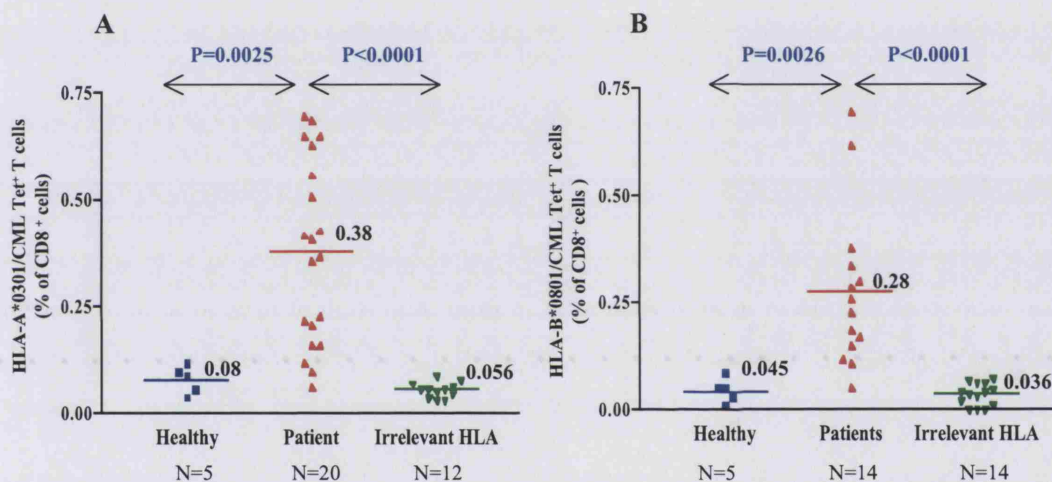 A
P=0.0025 P<0.0001
HLA-A*0301/CML Tet⁺ T cells
(% of CD8⁺ cells)
0.75
0.50
0.25
0.00
0.38
0.08
0.056
Healthy Patient Irrelevant HLA
N=5 N=20 N=12
B
P=0.0026 P<0.0001
HLA-B*0801/CML Tet⁺ T cells
(% of CD8⁺ cells)
0.75
0.50
0.25
0.00
0.28
0.045
0.036
Healthy Patients Irrelevant HLA
N=5 N=14 N=14